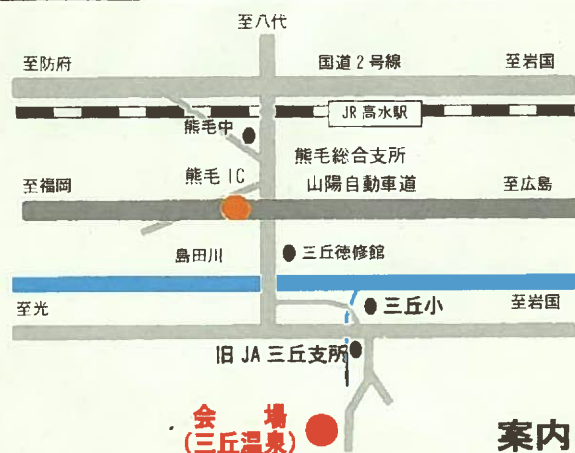 至八代
至防府
国道2号線
至岩国
JR 高水駅
熊毛中
熊毛総合支所
熊毛 IC
至福岡
山陽自動車道
至広島
島田川
三丘徳修館
至光
三丘小
至岩国
旧 JA 三丘支所
会 場
(三丘温泉)
案内